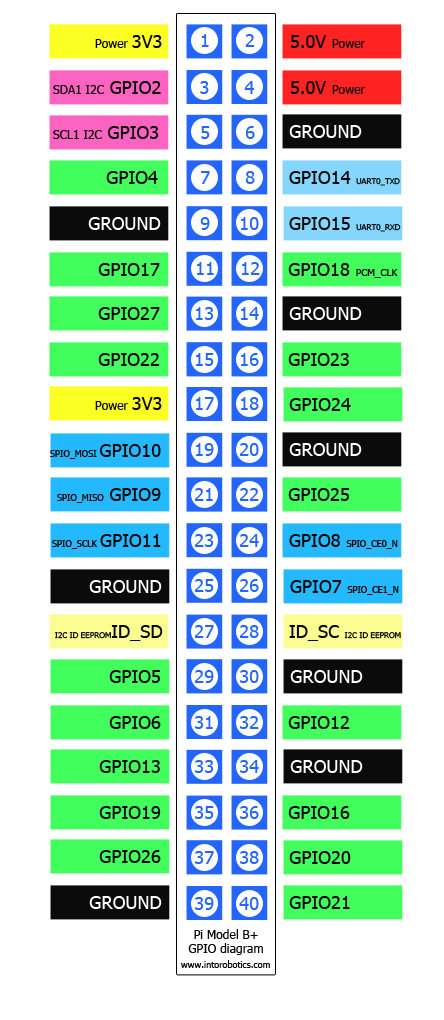 Power 3V3 1 2 5.0V Power
SDA1 I2C GPIO2 3 4 5.0V Power
SCL1 I2C GPIO3 5 6 GROUND
GPIO4 7 8 GPIO14 UART0_TXD
GROUND 9 10 GPIO15 UART0_RXD
GPIO17 11 12 GPIO18 PCM_CLK
GPIO27 13 14 GROUND
GPIO22 15 16 GPIO23
Power 3V3 17 18 GPIO24
SPIO_MOSI GPIO10 19 20 GROUND
SPIO_MISO GPIO9 21 22 GPIO25
SPIO_SCLK GPIO11 23 24 GPIO8 SPIO_CE0_N
GROUND 25 26 GPIO7 SPIO_CE1_N
I2C ID EEPROM ID_SD 27 28 ID_SC I2C ID EEPROM
GPIO5 29 30 GROUND
GPIO6 31 32 GPIO12
GPIO13 33 34 GROUND
GPIO19 35 36 GPIO16
GPIO26 37 38 GPIO20
GROUND 39 40 GPIO21
Pi Model B+
GPIO diagram
www.intorobotics.com